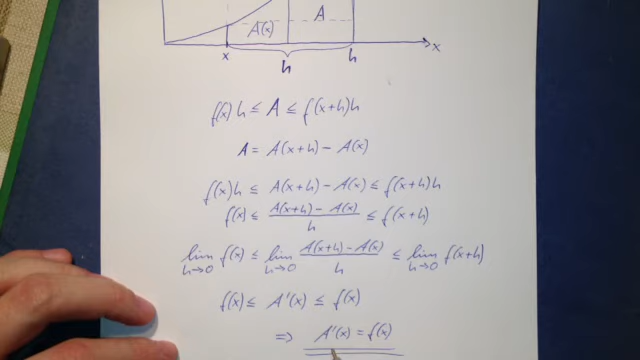 A(x) A
x h h x
f(x)h ≤ A ≤ f(x+h)h
A = A(x+h) − A(x)
f(x)h ≤ A(x+h) − A(x) ≤ f(x+h)h
f(x) ≤ A(x+h) − A(x) / h ≤ f(x+h)
lim h→0 f(x) ≤ lim h→0 A(x+h) − A(x) / h ≤ lim h→0 f(x+h)
f(x) ≤ A'(x) ≤ f(x)
⇒ A'(x) = f(x)